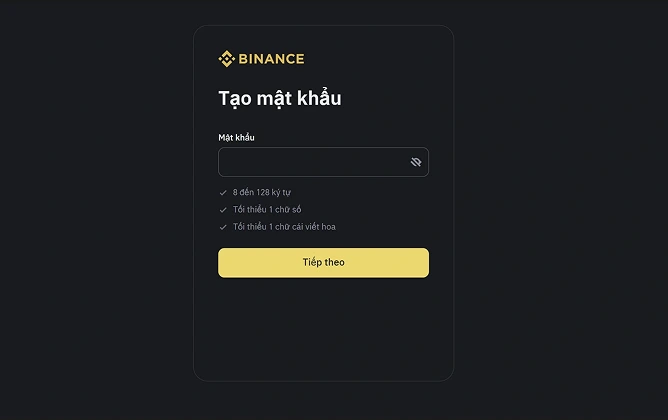 BINANCE
Tạo mật khẩu
Mật khẩu
8 đến 128 ký tự
Tối thiểu 1 chữ số
Tối thiểu 1 chữ cái viết hoa
Tiếp theo